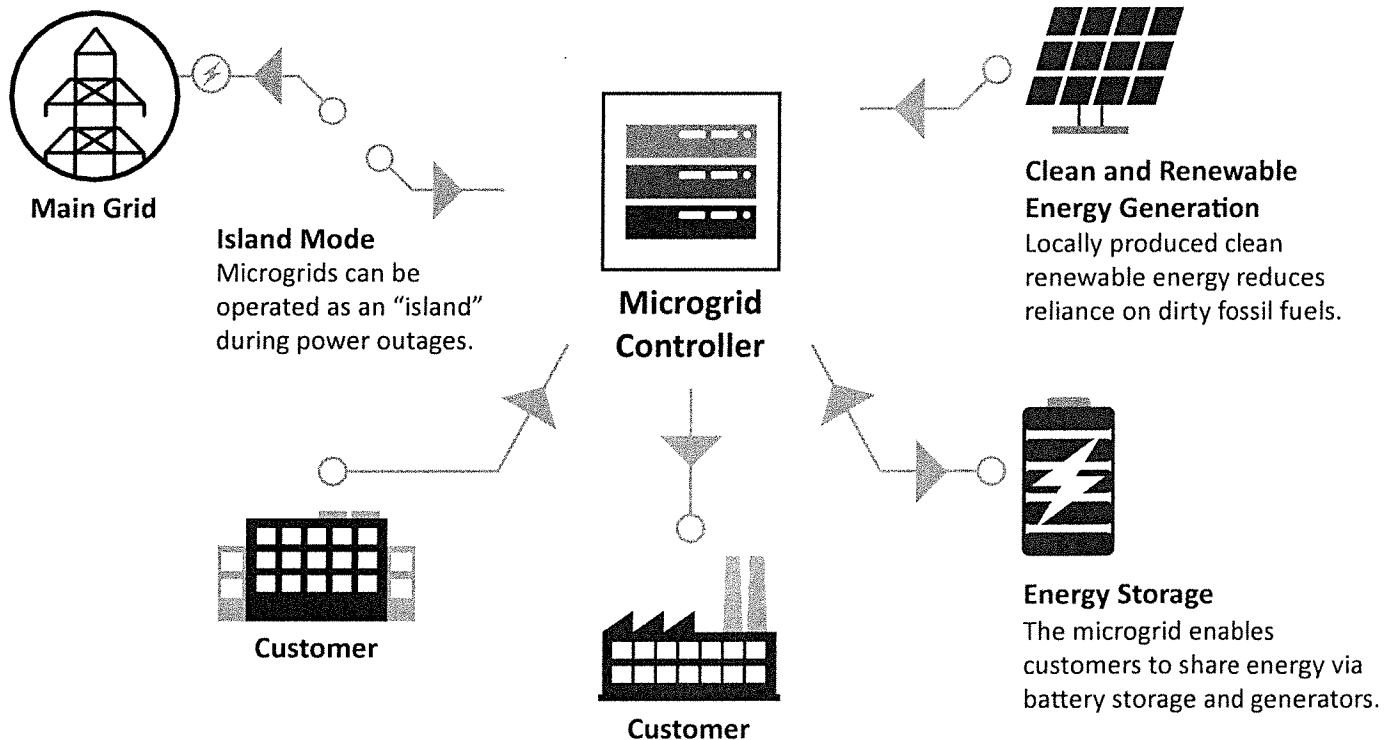 Main Grid
Island Mode
Microgrids can be
operated as an “island”
during power outages.
Microgrid
Controller
Clean and Renewable
Energy Generation
Locally produced clean
renewable energy reduces
reliance on dirty fossil fuels.
Customer
Customer
Energy Storage
The microgrid enables
customers to share energy via
battery storage and generators.